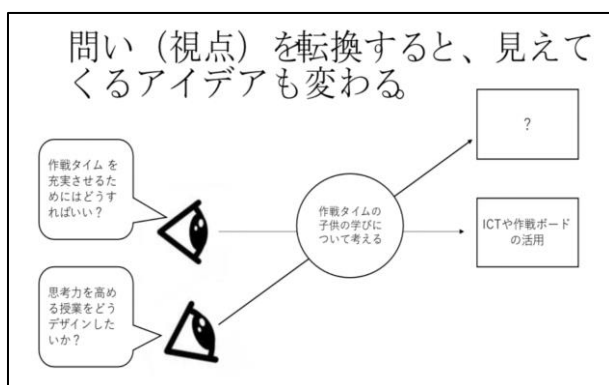 問い（視点）を転換すると、見えて
くるアイデアも変わる。
作戦タイム を
充実させるた
めにはどうす
ればいい？
思考力を高め
る授業をどう
デザインした
いか？
作戦タイムの
子供の学びに
ついて考える
？
ICTや作戦ボード
の活用